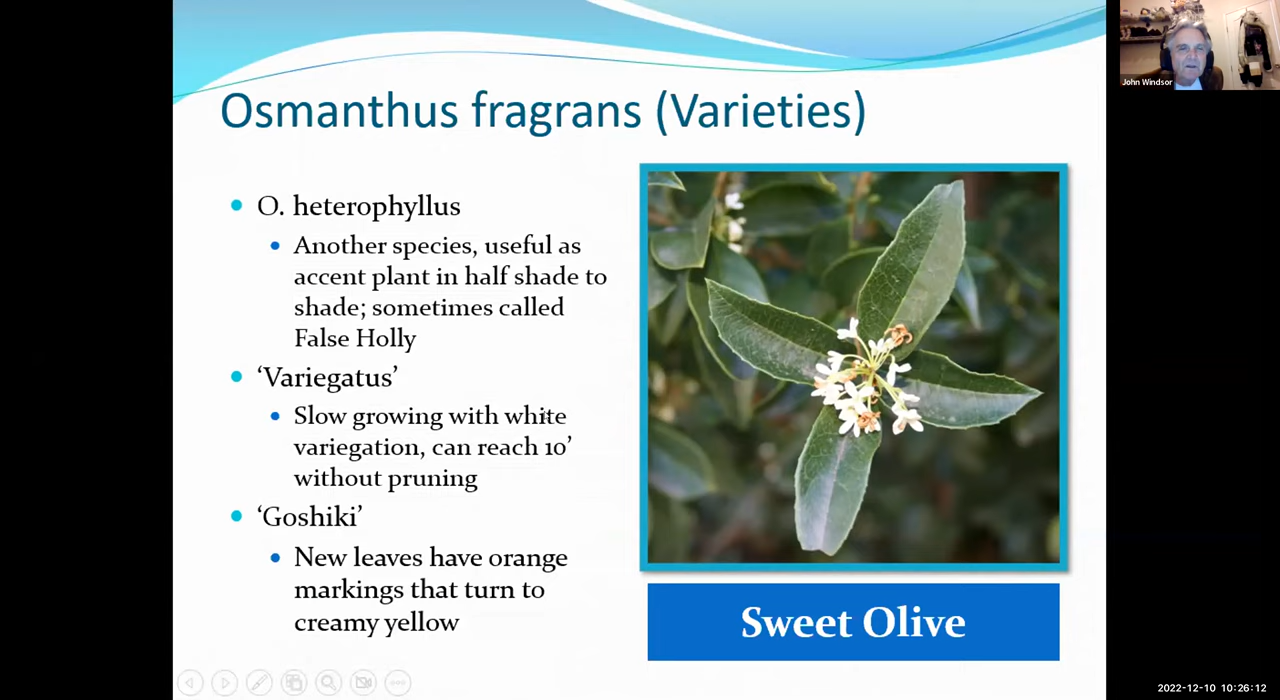 Osmanthus fragrans (Varieties)
O. heterophyllus
Another species, useful as
accent plant in half shade to
shade; sometimes called
False Holly
‘Variegatus’
Slow growing with white
variegation, can reach 10’
without pruning
‘Goshiki’
New leaves have orange
markings that turn to
creamy yellow
Sweet Olive
John Windsor
2022-12-10 10:26:12